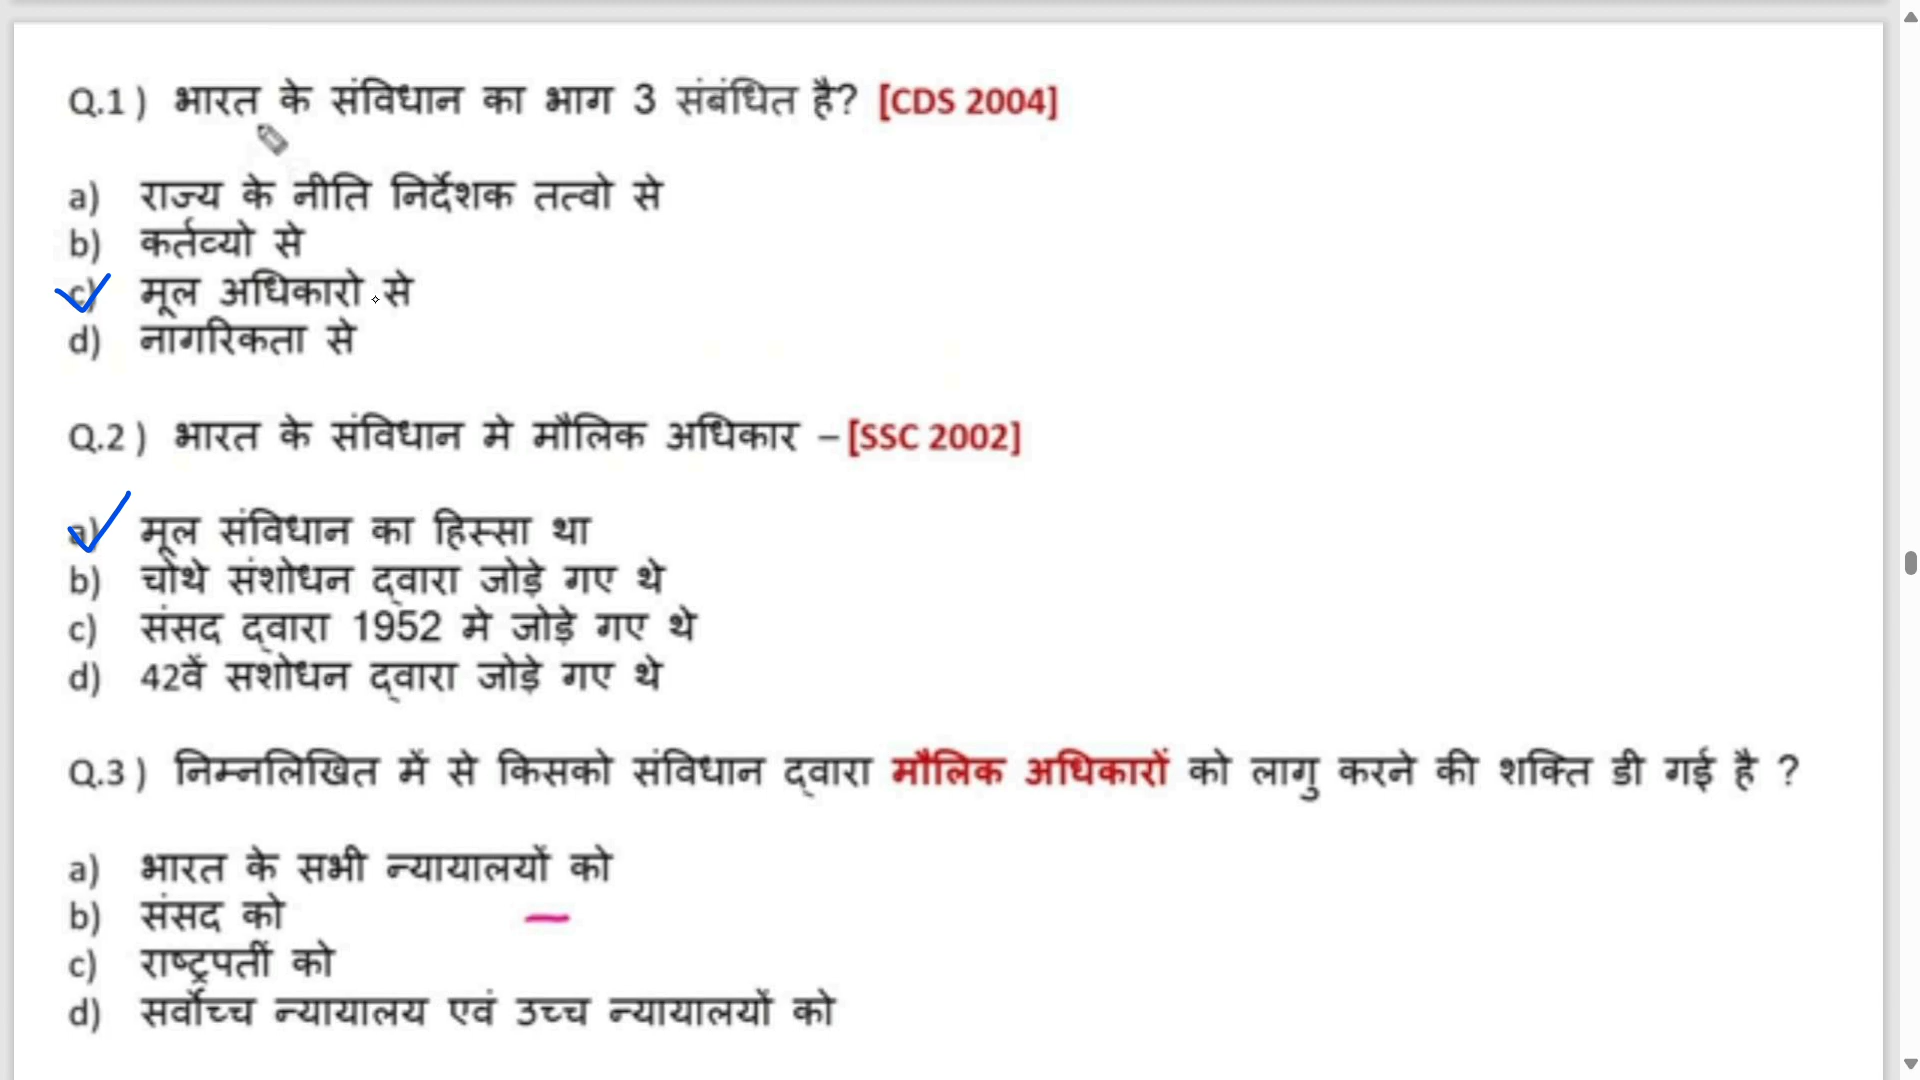 Q.1) भारत के संविधान का भाग 3 संबंधित है? [CDS 2004]
a) राज्य के नीति निर्देशक तत्वो से
b) कर्तव्यो से
c) मूल अधिकारो से
d) नागरिकता से
Q.2) भारत के संविधान मे मौलिक अधिकार – [SSC 2002]
a) मूल संविधान का हिस्सा था
b) चोथे संशोधन द्वारा जोड़े गए थे
c) संसद द्वारा 1952 मे जोड़े गए थे
d) 42वें सशोधन द्वारा जोड़े गए थे
Q.3) निम्नलिखित में से किसको संविधान द्वारा मौलिक अधिकारों को लागु करने की शक्ति डी गई है ?
a) भारत के सभी न्यायालयों को
b) संसद को
c) राष्ट्रपतीं को
d) सर्वोच्च न्यायालय एवं उच्च न्यायालयों को